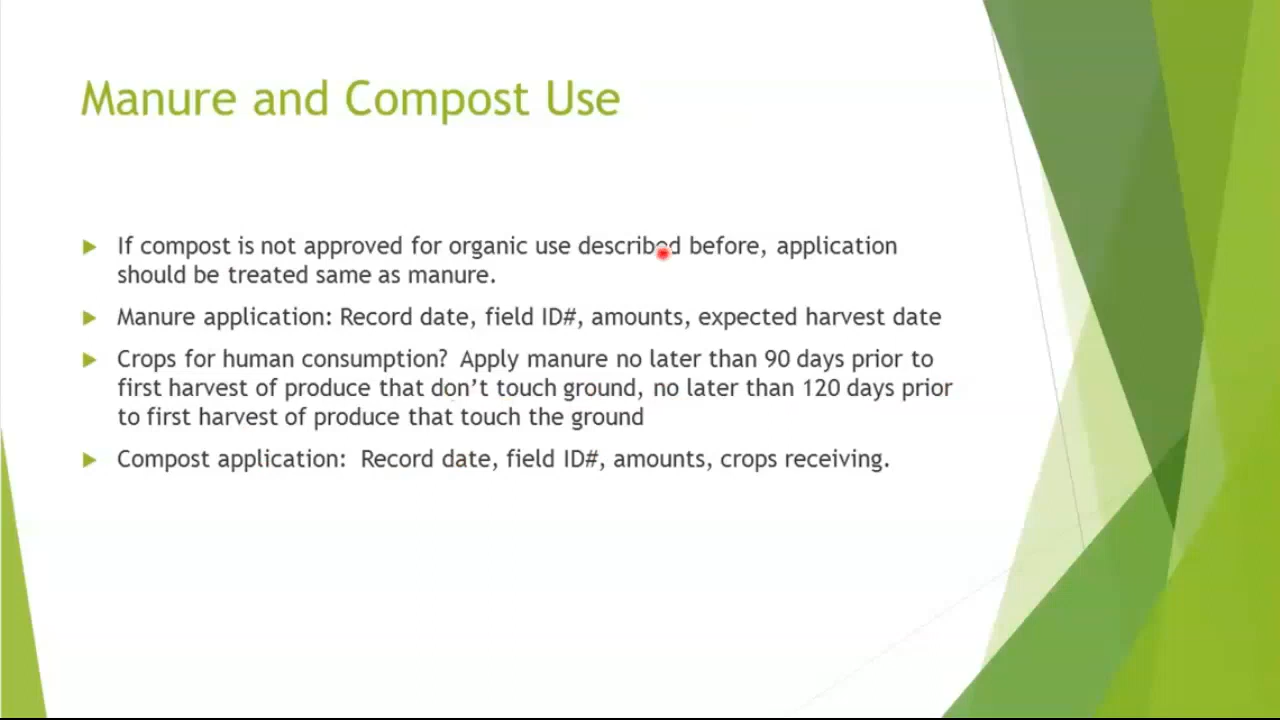 Manure and Compost Use
If compost is not approved for organic use described before, application
should be treated same as manure.
Manure application: Record date, field ID#, amounts, expected harvest date
Crops for human consumption?  Apply manure no later than 90 days prior to
first harvest of produce that don’t touch ground, no later than 120 days prior
to first harvest of produce that touch the ground
Compost application:  Record date, field ID#, amounts, crops receiving.